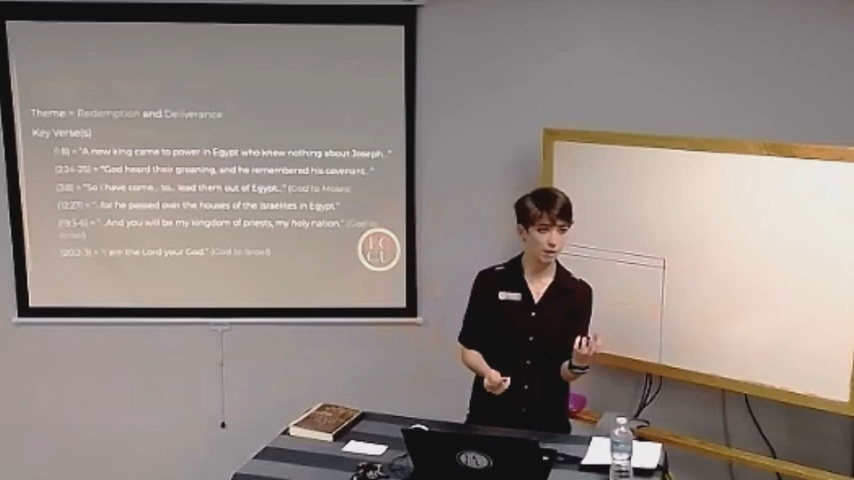 Theme = Redemption and Deliverance
Key Verse(s)
(1:8) = "A new king came to power in Egypt who knew nothing about Joseph..."
(2:24-25) = "God heard their groaning, and he remembered his covenant..."
(3:8) = "So I have come... to... lead them out of Egypt..." (God to Moses)
(12:27) = "...for he passed over the houses of the Israelites in Egypt."
(19:5-6) = "...And you will be my kingdom of priests, my holy nation." (God to
Israel)
(20:2-3) = "I am the Lord your God." (God to Israel)